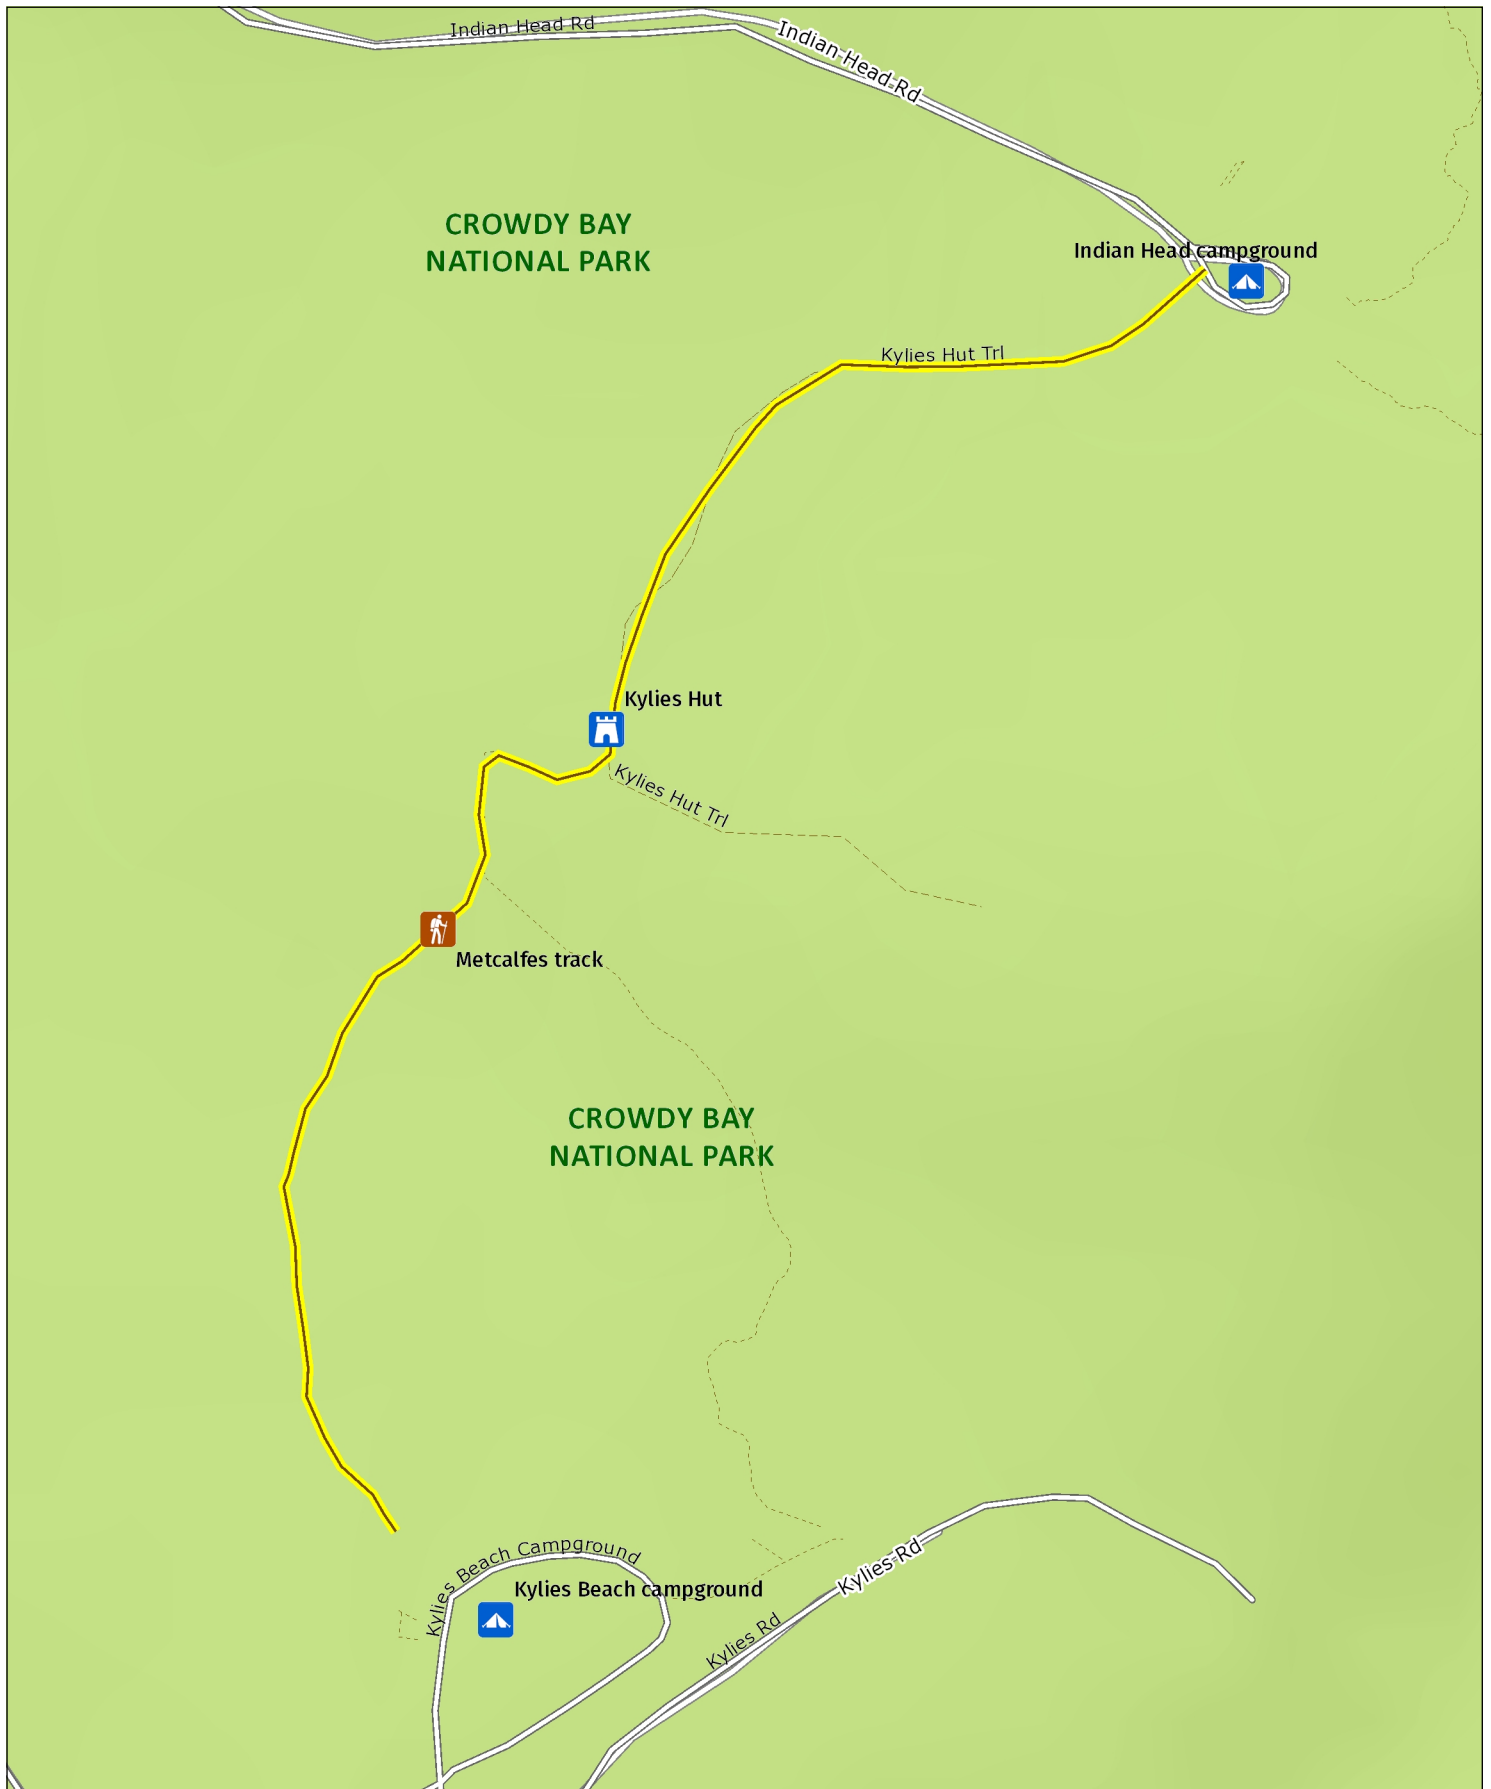 Indian Head Rd
Indian Head Rd
CROWDY BAY
NATIONAL PARK
Indian Head campground
Kylies Hut Trl
Kylies Hut
Kylies Hut Trl
Metcalfes track
CROWDY BAY
NATIONAL PARK
Kylies Beach Campground
Kylies Rd
Kylies Beach campground
Kylies Rd